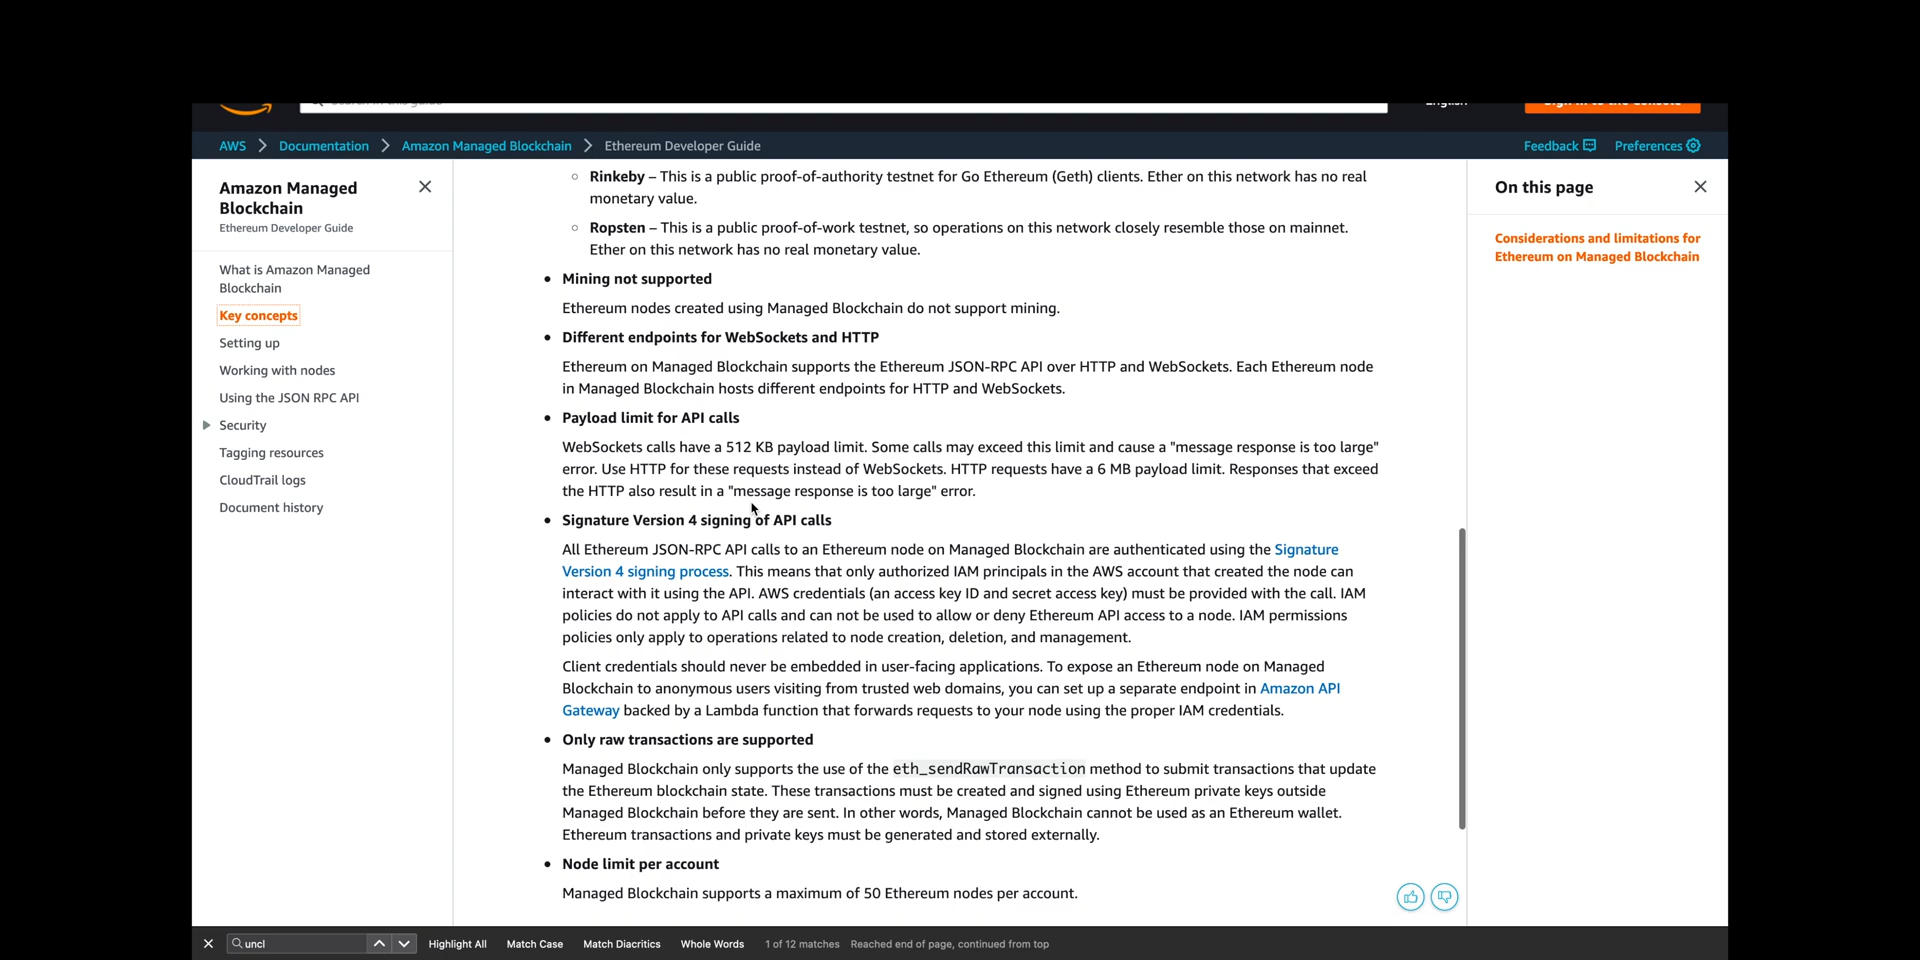 AWS > Documentation > Amazon Managed Blockchain > Ethereum Developer Guide
Feedback Preferences
Amazon Managed
Blockchain
Ethereum Developer Guide
What is Amazon Managed
Blockchain
Key concepts
Setting up
Working with nodes
Using the JSON RPC API
Security
Tagging resources
CloudTrail logs
Document history
Rinkeby – This is a public proof-of-authority testnet for Go Ethereum (Geth) clients. Ether on this network has no real
monetary value.
Ropsten – This is a public proof-of-work testnet, so operations on this network closely resemble those on mainnet.
Ether on this network has no real monetary value.
Mining not supported
Ethereum nodes created using Managed Blockchain do not support mining.
Different endpoints for WebSockets and HTTP
Ethereum on Managed Blockchain supports the Ethereum JSON-RPC API over HTTP and WebSockets. Each Ethereum node
in Managed Blockchain hosts different endpoints for HTTP and WebSockets.
Payload limit for API calls
WebSockets calls have a 512 KB payload limit. Some calls may exceed this limit and cause a "message response is too large"
error. Use HTTP for these requests instead of WebSockets. HTTP requests have a 6 MB payload limit. Responses that exceed
the HTTP also result in a "message response is too large" error.
Signature Version 4 signing of API calls
All Ethereum JSON-RPC API calls to an Ethereum node on Managed Blockchain are authenticated using the Signature
Version 4 signing process. This means that only authorized IAM principals in the AWS account that created the node can
interact with it using the API. AWS credentials (an access key ID and secret access key) must be provided with the call. IAM
policies do not apply to API calls and can not be used to allow or deny Ethereum API access to a node. IAM permissions
policies only apply to operations related to node creation, deletion, and management.
Client credentials should never be embedded in user-facing applications. To expose an Ethereum node on Managed
Blockchain to anonymous users visiting from trusted web domains, you can set up a separate endpoint in Amazon API
Gateway backed by a Lambda function that forwards requests to your node using the proper IAM credentials.
Only raw transactions are supported
Managed Blockchain only supports the use of the eth_sendRawTransaction method to submit transactions that update
the Ethereum blockchain state. These transactions must be created and signed using Ethereum private keys outside
Managed Blockchain before they are sent. In other words, Managed Blockchain cannot be used as an Ethereum wallet.
Ethereum transactions and private keys must be generated and stored externally.
Node limit per account
Managed Blockchain supports a maximum of 50 Ethereum nodes per account.
On this page
Considerations and limitations for
Ethereum on Managed Blockchain
uncl Highlight All Match Case Match Diacritics Whole Words 1 of 12 matches Reached end of page, continued from top